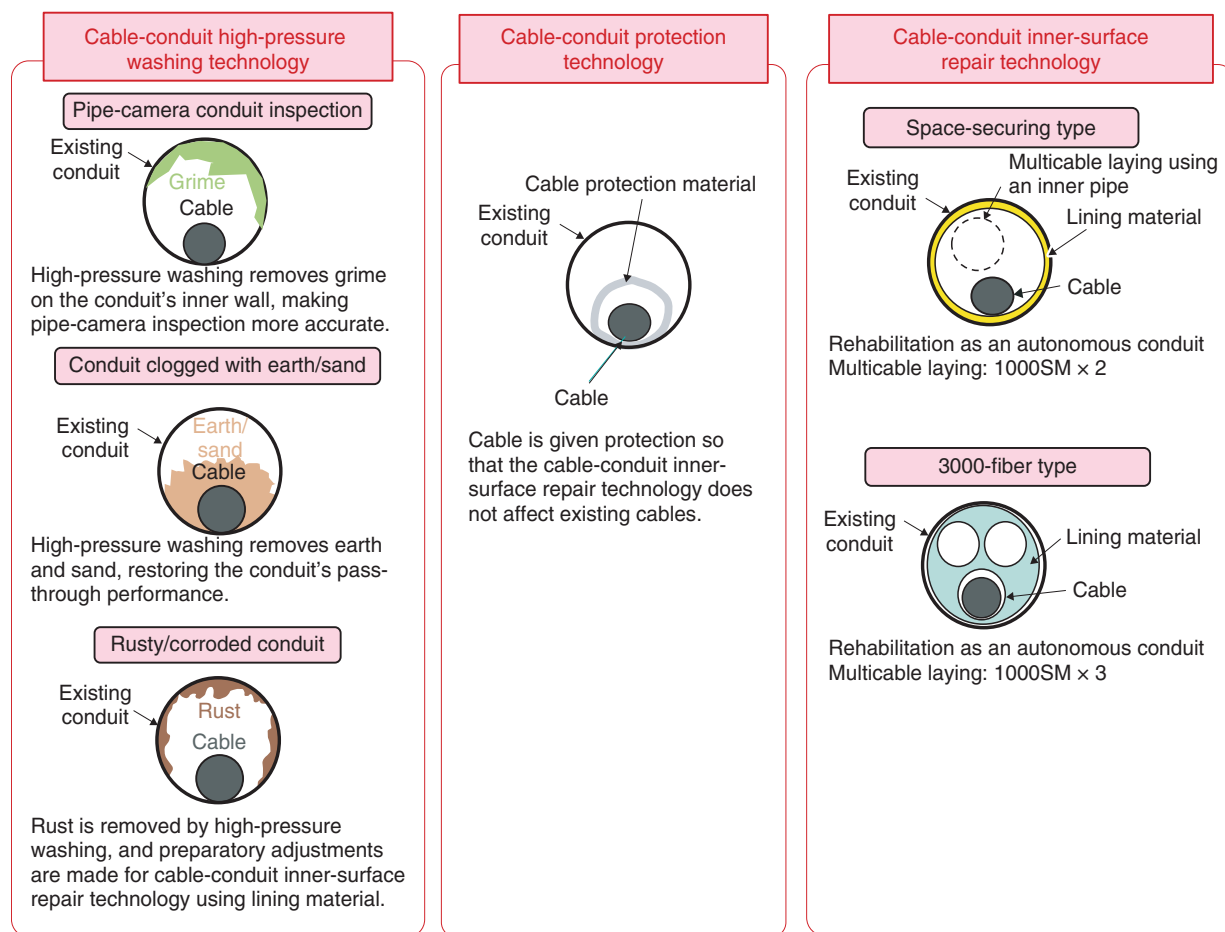 Cable-conduit high-pressure
washing technology
Pipe-camera conduit inspection
Existing
conduit
Grime
Cable
High-pressure washing removes grime
on the conduit's inner wall, making
pipe-camera inspection more accurate.
Conduit clogged with earth/sand
Existing
conduit
Earth/
sand
Cable
High-pressure washing removes earth
and sand, restoring the conduit's pass-
through performance.
Rusty/corroded conduit
Existing
conduit
Rust
Cable
Rust is removed by high-pressure
washing, and preparatory adjustments
are made for cable-conduit inner-surface
repair technology using lining material.
Cable-conduit protection
technology
Cable protection material
Existing
conduit
Cable
Cable is given protection so
that the cable-conduit inner-
surface repair technology does
not affect existing cables.
Cable-conduit inner-surface
repair technology
Space-securing type
Multicable laying using
an inner pipe
Existing
conduit
Lining material
Cable
Rehabilitation as an autonomous conduit
Multicable laying: 1000SM × 2
3000-fiber type
Existing
conduit
Lining material
Cable
Rehabilitation as an autonomous conduit
Multicable laying: 1000SM × 3